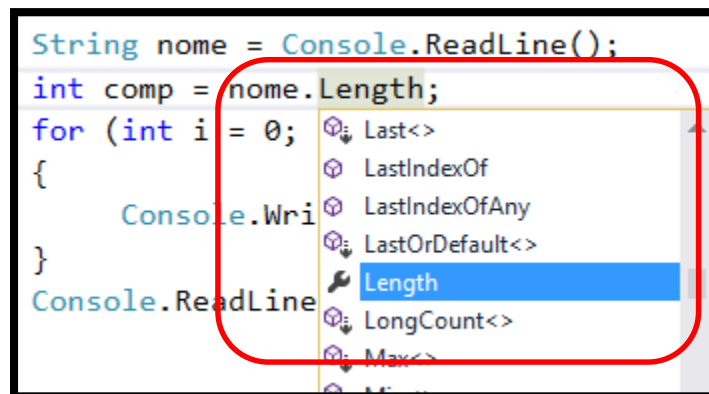 String nome = Console.ReadLine();
int comp = nome.Length;
for (int i = 0;
{
Console.Wri
}
Console.ReadLine
Last<>
LastIndexOf
LastIndexOfAny
LastOrDefault<>
Length
LongCount<>
Max<>